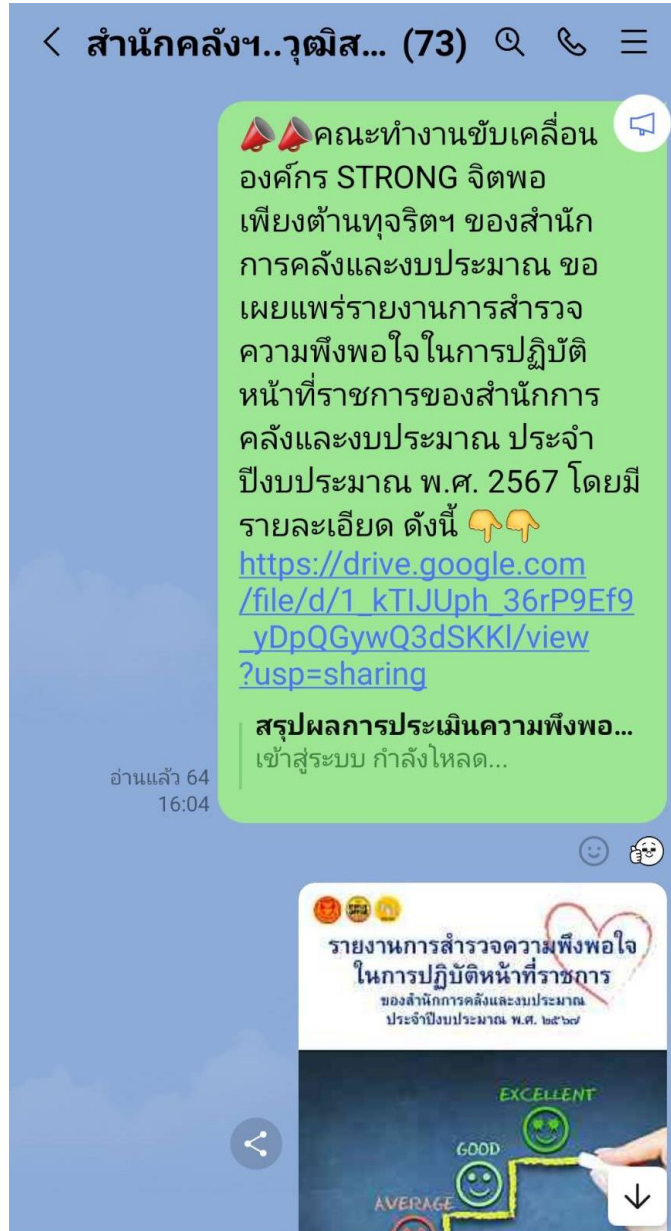 สำนักคลังฯ..วุฒิส... (73)
📣📣คณะทำงานขับเคลื่อน
องค์กร STRONG จิตพอ
เพียงต้านทุจริตฯ ของสำนัก
การคลังและงบประมาณ ขอ
เผยแพร่รายงานการสำรวจ
ความพึงพอใจในการปฏิบัติ
หน้าที่ราชการของสำนักการ
คลังและงบประมาณ ประจำ
ปีงบประมาณ พ.ศ. 2567 โดยมี
รายละเอียด ดังนี้ 👇👇
https://drive.google.com
/file/d/1_kTIJUph_36rP9Ef9
_yDpQGywQ3dSKKl/view
?usp=sharing
สรุปผลการประเมินความพึงพอ...
เข้าสู่ระบบ กำลังโหลด...
อ่านแล้ว 64
16:04
รายงานการสำรวจความพึงพอใจ
ในการปฏิบัติหน้าที่ราชการ
ของสำนักการคลังและงบประมาณ
ประจำปีงบประมาณ พ.ศ. ๒๕๖๗
EXCELLENT
GOOD
AVERAGE